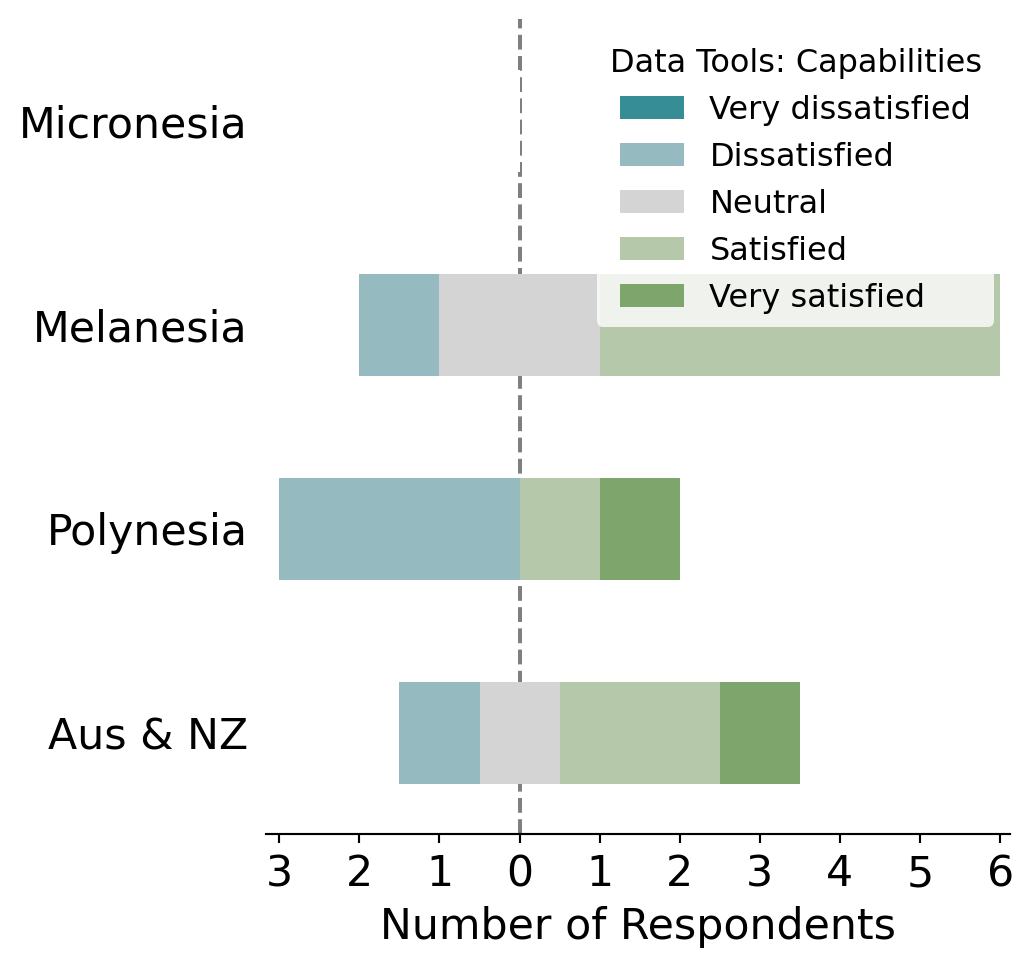 Data Tools: Capabilities
Very dissatisfied
Dissatisfied
Neutral
Satisfied
Very satisfied
Micronesia
Melanesia
Polynesia
Aus & NZ
3 2 1 0 1 2 3 4 5 6
Number of Respondents